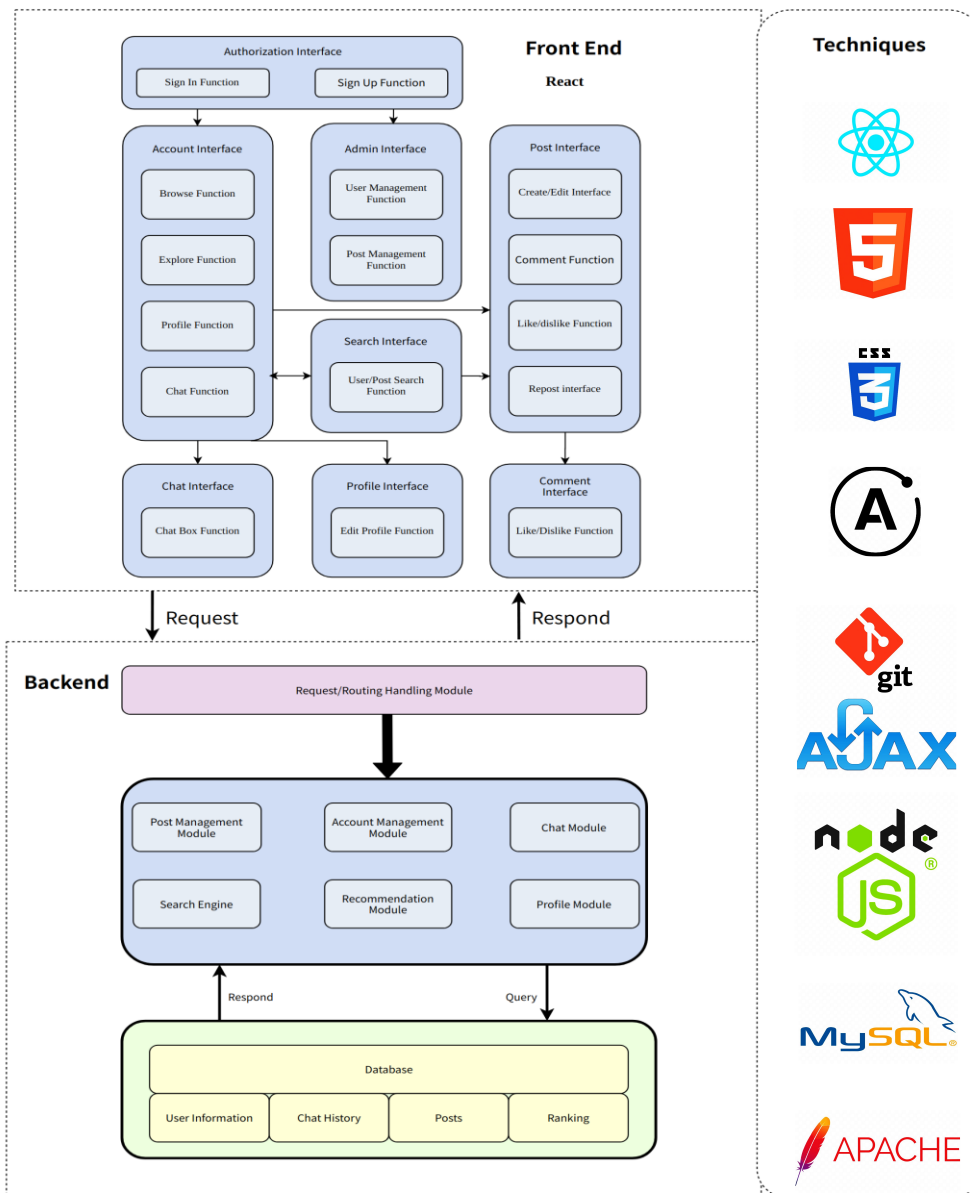 Authorization Interface
Sign In Function
Sign Up Function
Front End
React
Account Interface
Browse Function
Explore Function
Profile Function
Chat Function
Admin Interface
User Management
Function
Post Management
Function
Search Interface
User/Post Search
Function
Post Interface
Create/Edit Interface
Comment Function
Like/dislike Function
Repost interface
Chat Interface
Chat Box Function
Profile Interface
Edit Profile Function
Comment
Interface
Like/Dislike Function
Request
Respond
Backend
Request/Routing Handling Module
Post Management
Module
Account Management
Module
Chat Module
Search Engine
Recommendation
Module
Profile Module
Respond
Query
Database
User Information
Chat History
Posts
Ranking
Techniques
5
CSS
3
A
git
AJAX
node
JS
®
MySQL®
APACHE